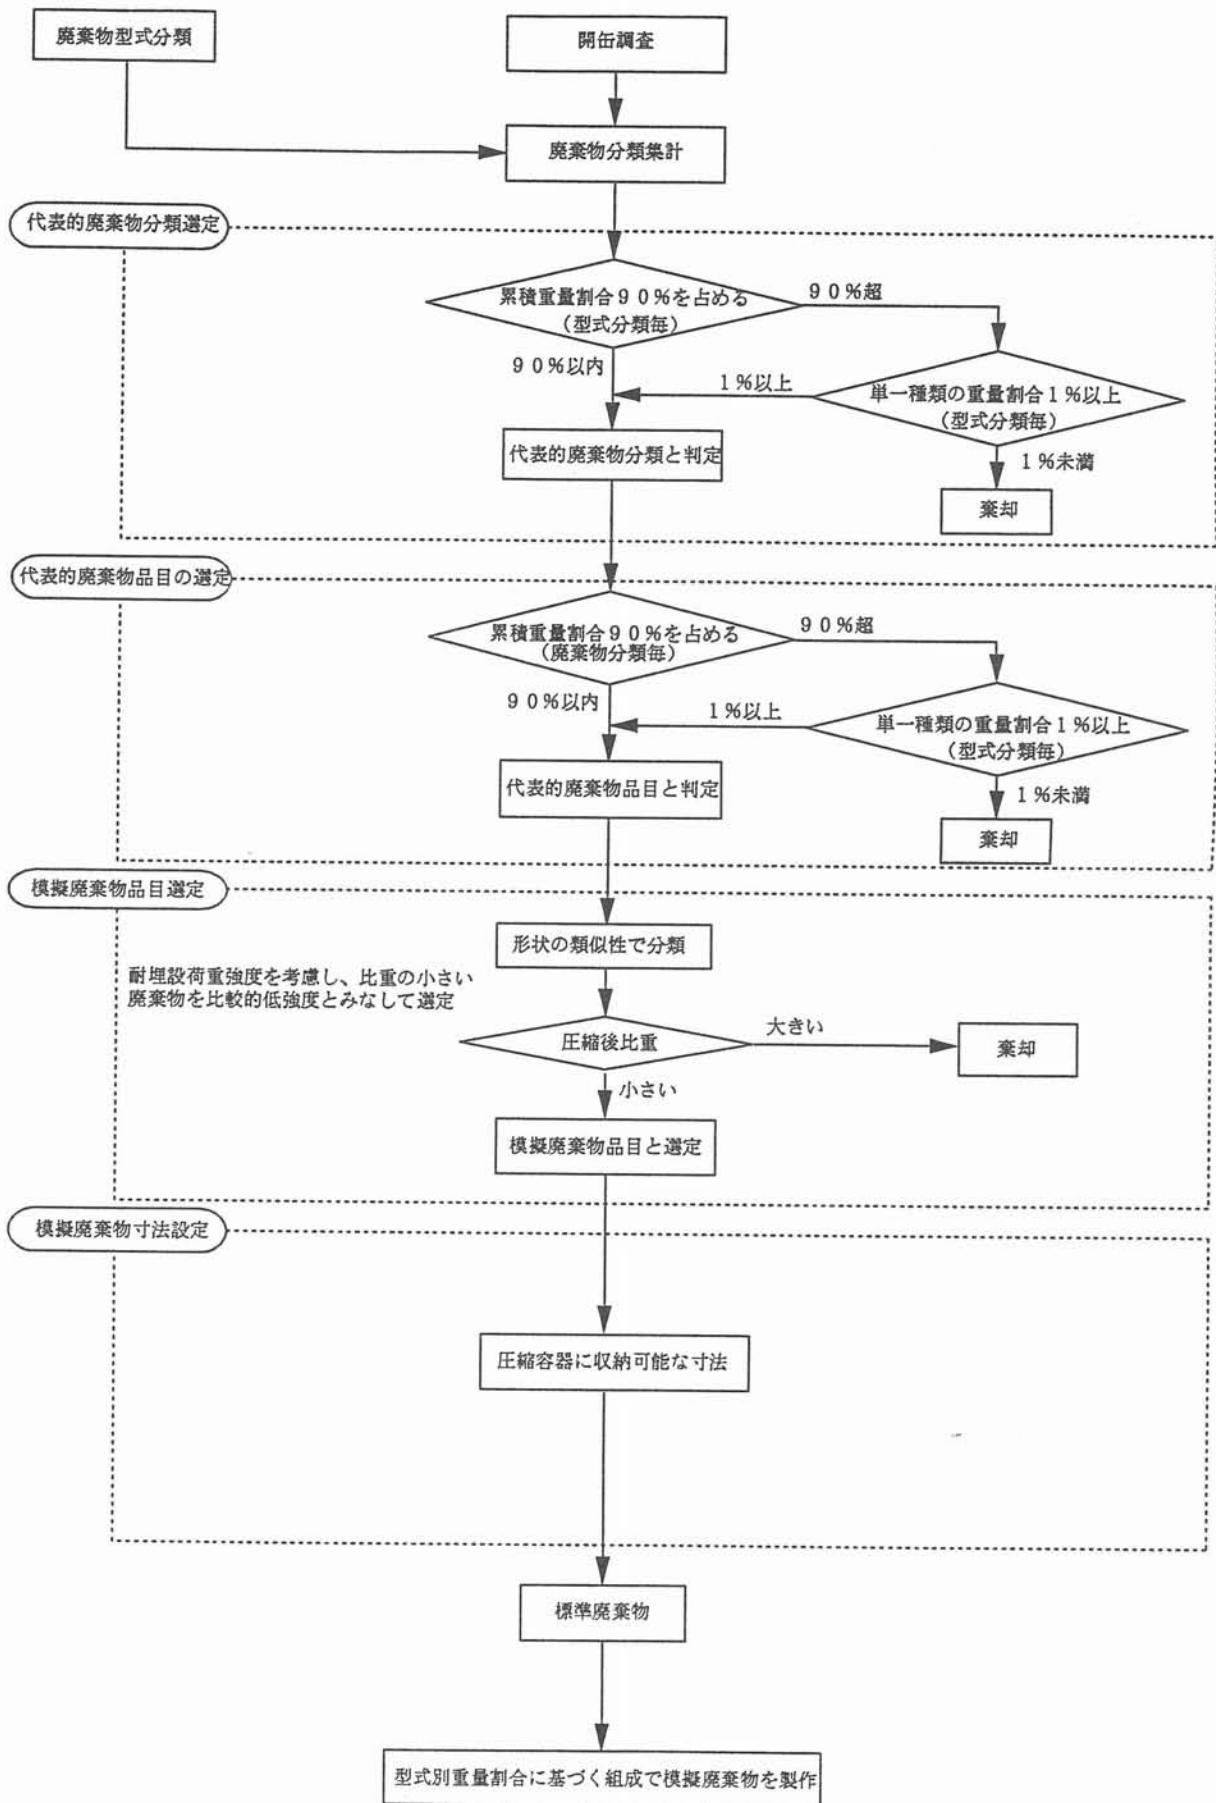 廃棄物型式分類
開缶調査
廃棄物分類集計
代表的廃棄物分類選定
累積重量割合90%を占める
(型式分類毎)
90%超
90%以内
1%以上
単一種類の重量割合1%以上
(型式分類毎)
代表的廃棄物分類と判定
1%未満
棄却
代表的廃棄物品目の選定
累積重量割合90%を占める
(廃棄物分類毎)
90%超
90%以内
1%以上
単一種類の重量割合1%以上
(型式分類毎)
代表的廃棄物品目と判定
1%未満
棄却
模擬廃棄物品目選定
形状の類似性で分類
耐埋設荷重強度を考慮し、比重の小さい
廃棄物を比較的低強度とみなして選定
圧縮後比重
大きい
棄却
小さい
模擬廃棄物品目と選定
模擬廃棄物寸法設定
圧縮容器に収納可能な寸法
標準廃棄物
型式別重量割合に基づく組成で模擬廃棄物を製作